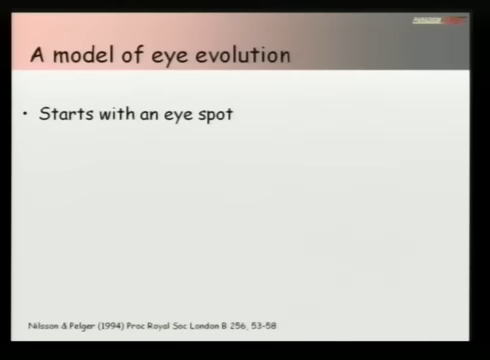 A model of eye evolution
• Starts with an eye spot
Nilsson & Pelger (1994) Proc Royal Soc London B 256, 53-58